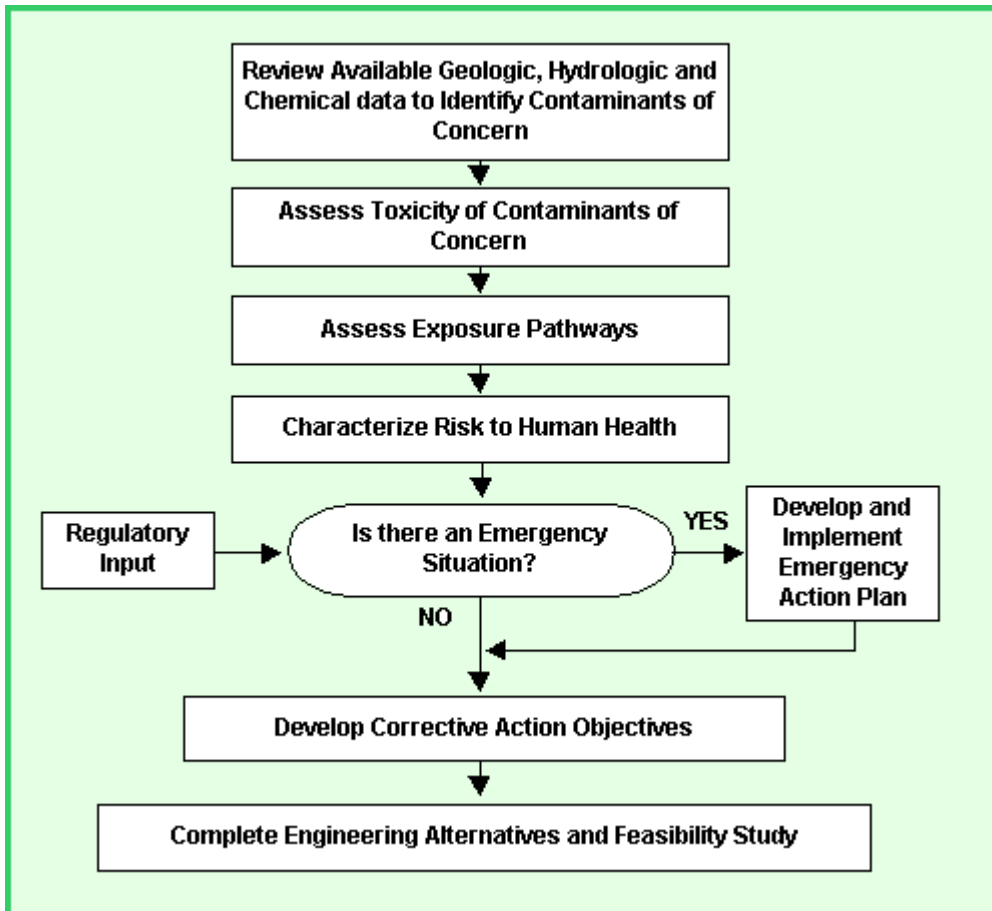 Review Available Geologic, Hydrologic and
Chemical data to Identify Contaminants of
Concern
Assess Toxicity of Contaminants of
Concern
Assess Exposure Pathways
Characterize Risk to Human Health
Regulatory
Input
Is there an Emergency
Situation?
YES
Develop and
Implement
Emergency
Action Plan
NO
Develop Corrective Action Objectives
Complete Engineering Alternatives and Feasibility Study